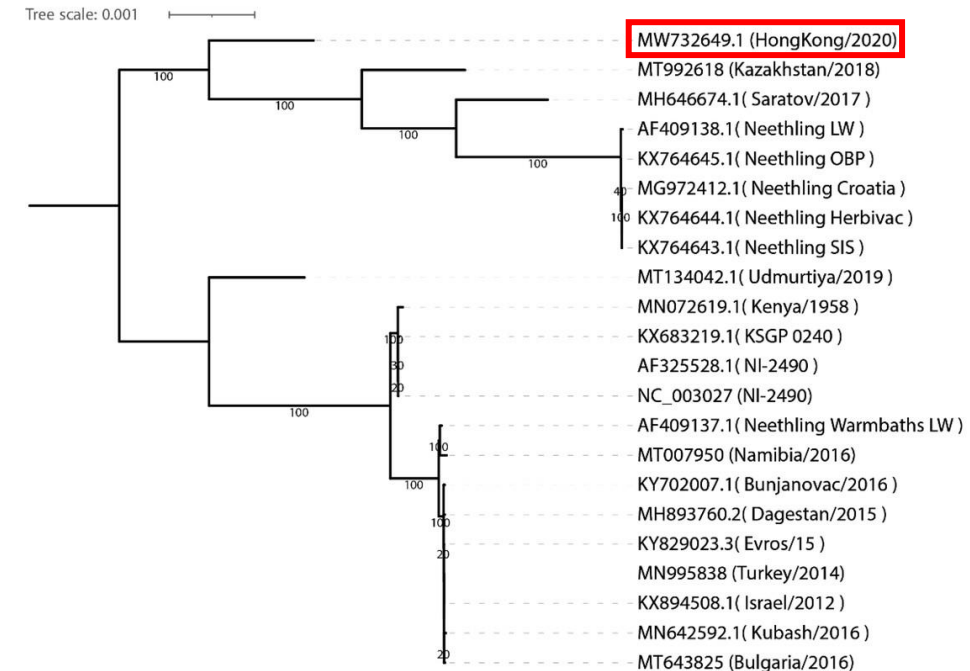 Tree scale: 0.001
MW732649.1 (HongKong/2020)
MT992618 (Kazakhstan/2018)
100
MH646674.1( Saratov/2017 )
100
AF409138.1( Neethling LW )
100
KX764645.1( Neethling OBP )
100
MG972412.1( Neethling Croatia )
40
KX764644.1( Neethling Herbivac )
100
KX764643.1( Neethling SIS )
MT134042.1( Udmurtiya/2019 )
MN072619.1( Kenya/1958 )
KX683219.1( KSGP 0240 )
100
AF325528.1( NI-2490 )
30
NC_003027 (NI-2490)
20
100
AF409137.1( Neethling Warmbaths LW )
100
MT007950 (Namibia/2016)
KY702007.1( Bunjanovac/2016 )
100
MH893760.2( Dagestan/2015 )
100
KY829023.3( Evros/15 )
20
MN995838 (Turkey/2014)
KX894508.1( Israel/2012 )
MN642592.1( Kubash/2016 )
MT643825 (Bulgaria/2016)
20